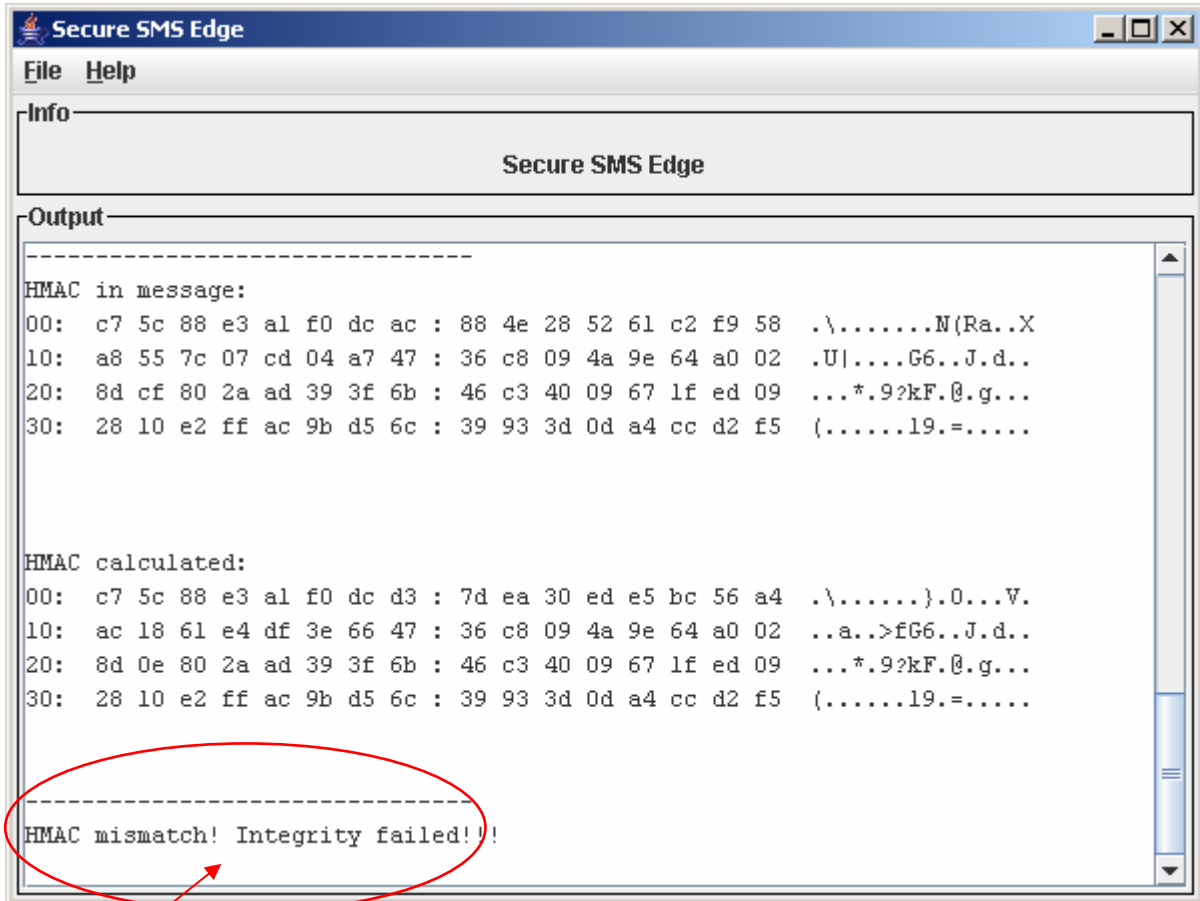 Secure SMS Edge
File Help
Info
Secure SMS Edge
Output
--------------------------------
HMAC in message:
00: c7 5c 88 e3 a1 f0 dc ac : 88 4e 28 52 61 c2 f9 58 .\.......N(Ra..X
10: a8 55 7c 07 cd 04 a7 47 : 36 c8 09 4a 9e 64 a0 02 .U|....G6..J.d..
20: 8d cf 80 2a ad 39 3f 6b : 46 c3 40 09 67 1f ed 09 ...*.9?kF.@.g...
30: 28 10 e2 ff ac 9b d5 6c : 39 93 3d 0d a4 cc d2 f5 (......l9.=.....
HMAC calculated:
00: c7 5c 88 e3 a1 f0 dc d3 : 7d ea 30 ed e5 bc 56 a4 .\......}.0...V.
10: ac 18 61 e4 df 3e 66 47 : 36 c8 09 4a 9e 64 a0 02 ..a..>fG6..J.d..
20: 8d 0e 80 2a ad 39 3f 6b : 46 c3 40 09 67 1f ed 09 ...*.9?kF.@.g...
30: 28 10 e2 ff ac 9b d5 6c : 39 93 3d 0d a4 cc d2 f5 (......l9.=.....
--------------------------------
HMAC mismatch! Integrity failed!!!